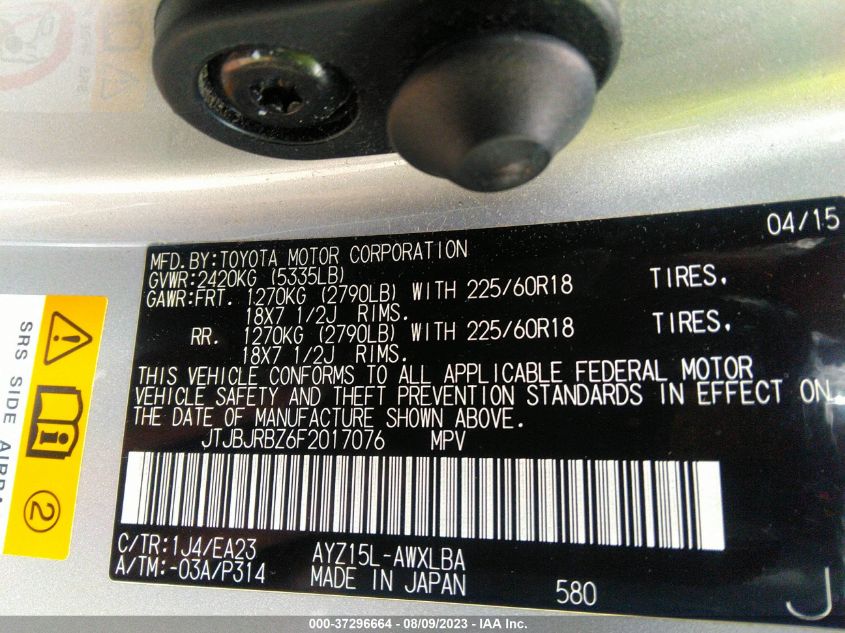 04/15
MFD.BY:TOYOTA MOTOR CORPORATION
GVWR:2420KG (5335LB)
GAWR:FRT. 1270KG (2790LB) WITH 225/60R18 TIRES,
18X7 1/2J RIMS.
RR. 1270KG (2790LB) WITH 225/60R18 TIRES,
18X7 1/2J RIMS.
THIS VEHICLE CONFORMS TO ALL APPLICABLE FEDERAL MOTOR
VEHICLE SAFETY AND THEFT PREVENTION STANDARDS IN EFFECT ON
THE DATE OF MANUFACTURE SHOWN ABOVE.
JTJBJRBZ6F2017076 MPV
C/TR:1J4/EA23 AYZ15L-AWXLBA
A/TM:-03A/P314 MADE IN JAPAN 580
J
SRS SIDE
2
000-37296664 - 08/09/2023 - IAA Inc.